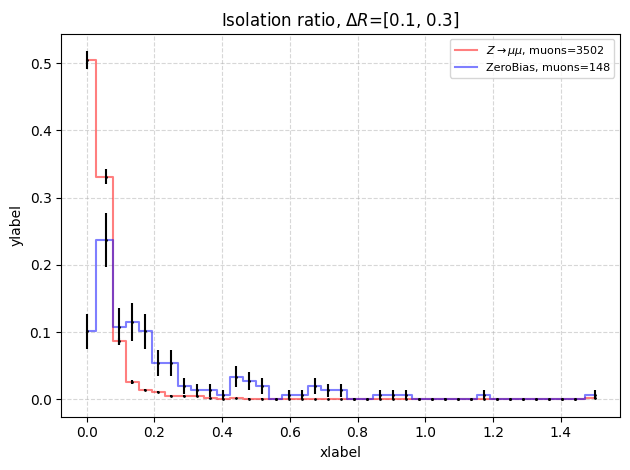 Isolation ratio, ΔR=[0.1, 0.3]
Z→μμ, muons=3502
ZeroBias, muons=148
ylabel
0.5
0.4
0.3
0.2
0.1
0.0
0.0 0.2 0.4 0.6 0.8 1.0 1.2 1.4
xlabel